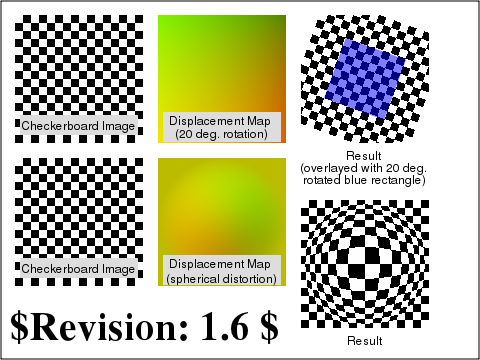 Checkerboard Image
Displacement Map
(20 deg. rotation)
Result
(overlayed with 20 deg.
rotated blue rectangle)
Checkerboard Image
Displacement Map
(spherical distortion)
Result
$Revision: 1.6 $